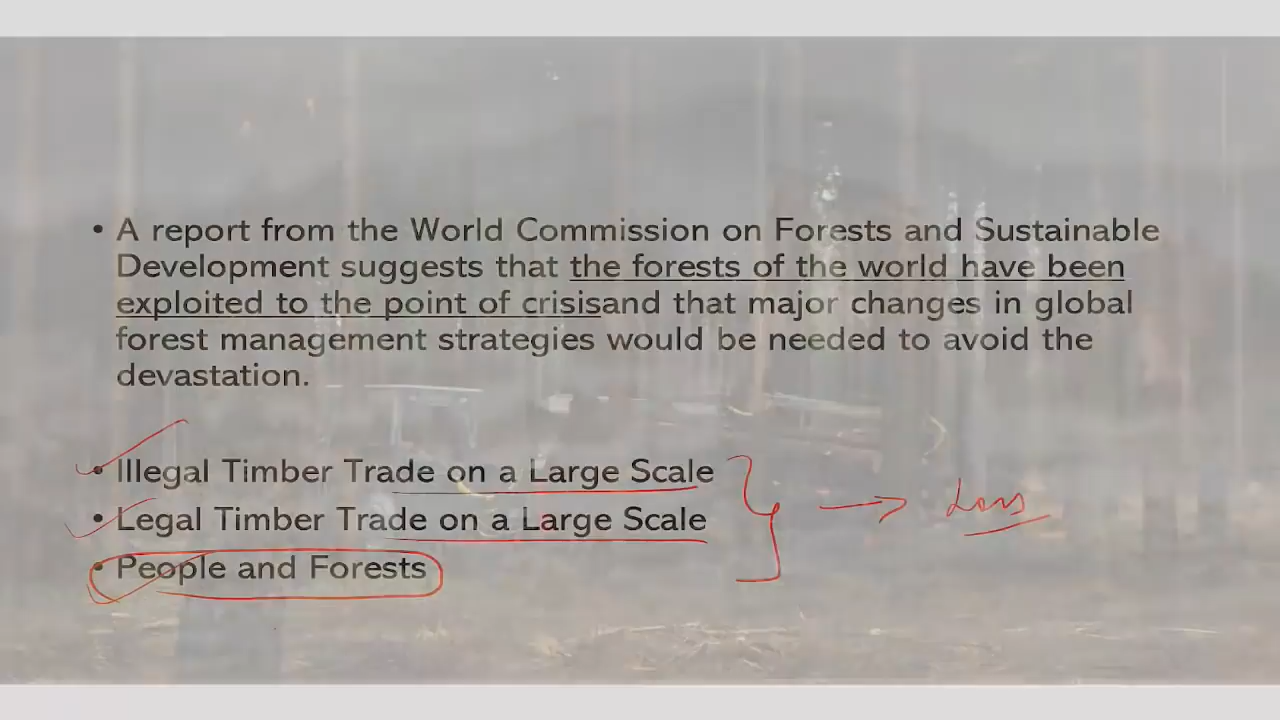 • A report from the World Commission on Forests and Sustainable
Development suggests that the forests of the world have been
exploited to the point of crisisand that major changes in global
forest management strategies would be needed to avoid the
devastation.
• Illegal Timber Trade on a Large Scale
• Legal Timber Trade on a Large Scale
• People and Forests
Loss